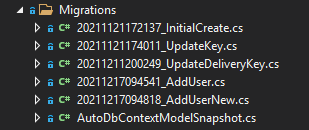 Migrations
C# 20211121172137_InitialCreate.cs
C# 20211121174011_UpdateKey.cs
C# 20211211200249_UpdateDeliveryKey.cs
C# 20211217094541_AddUser.cs
C# 20211217094818_AddUserNew.cs
C# AutoDbContextModelSnapshot.cs